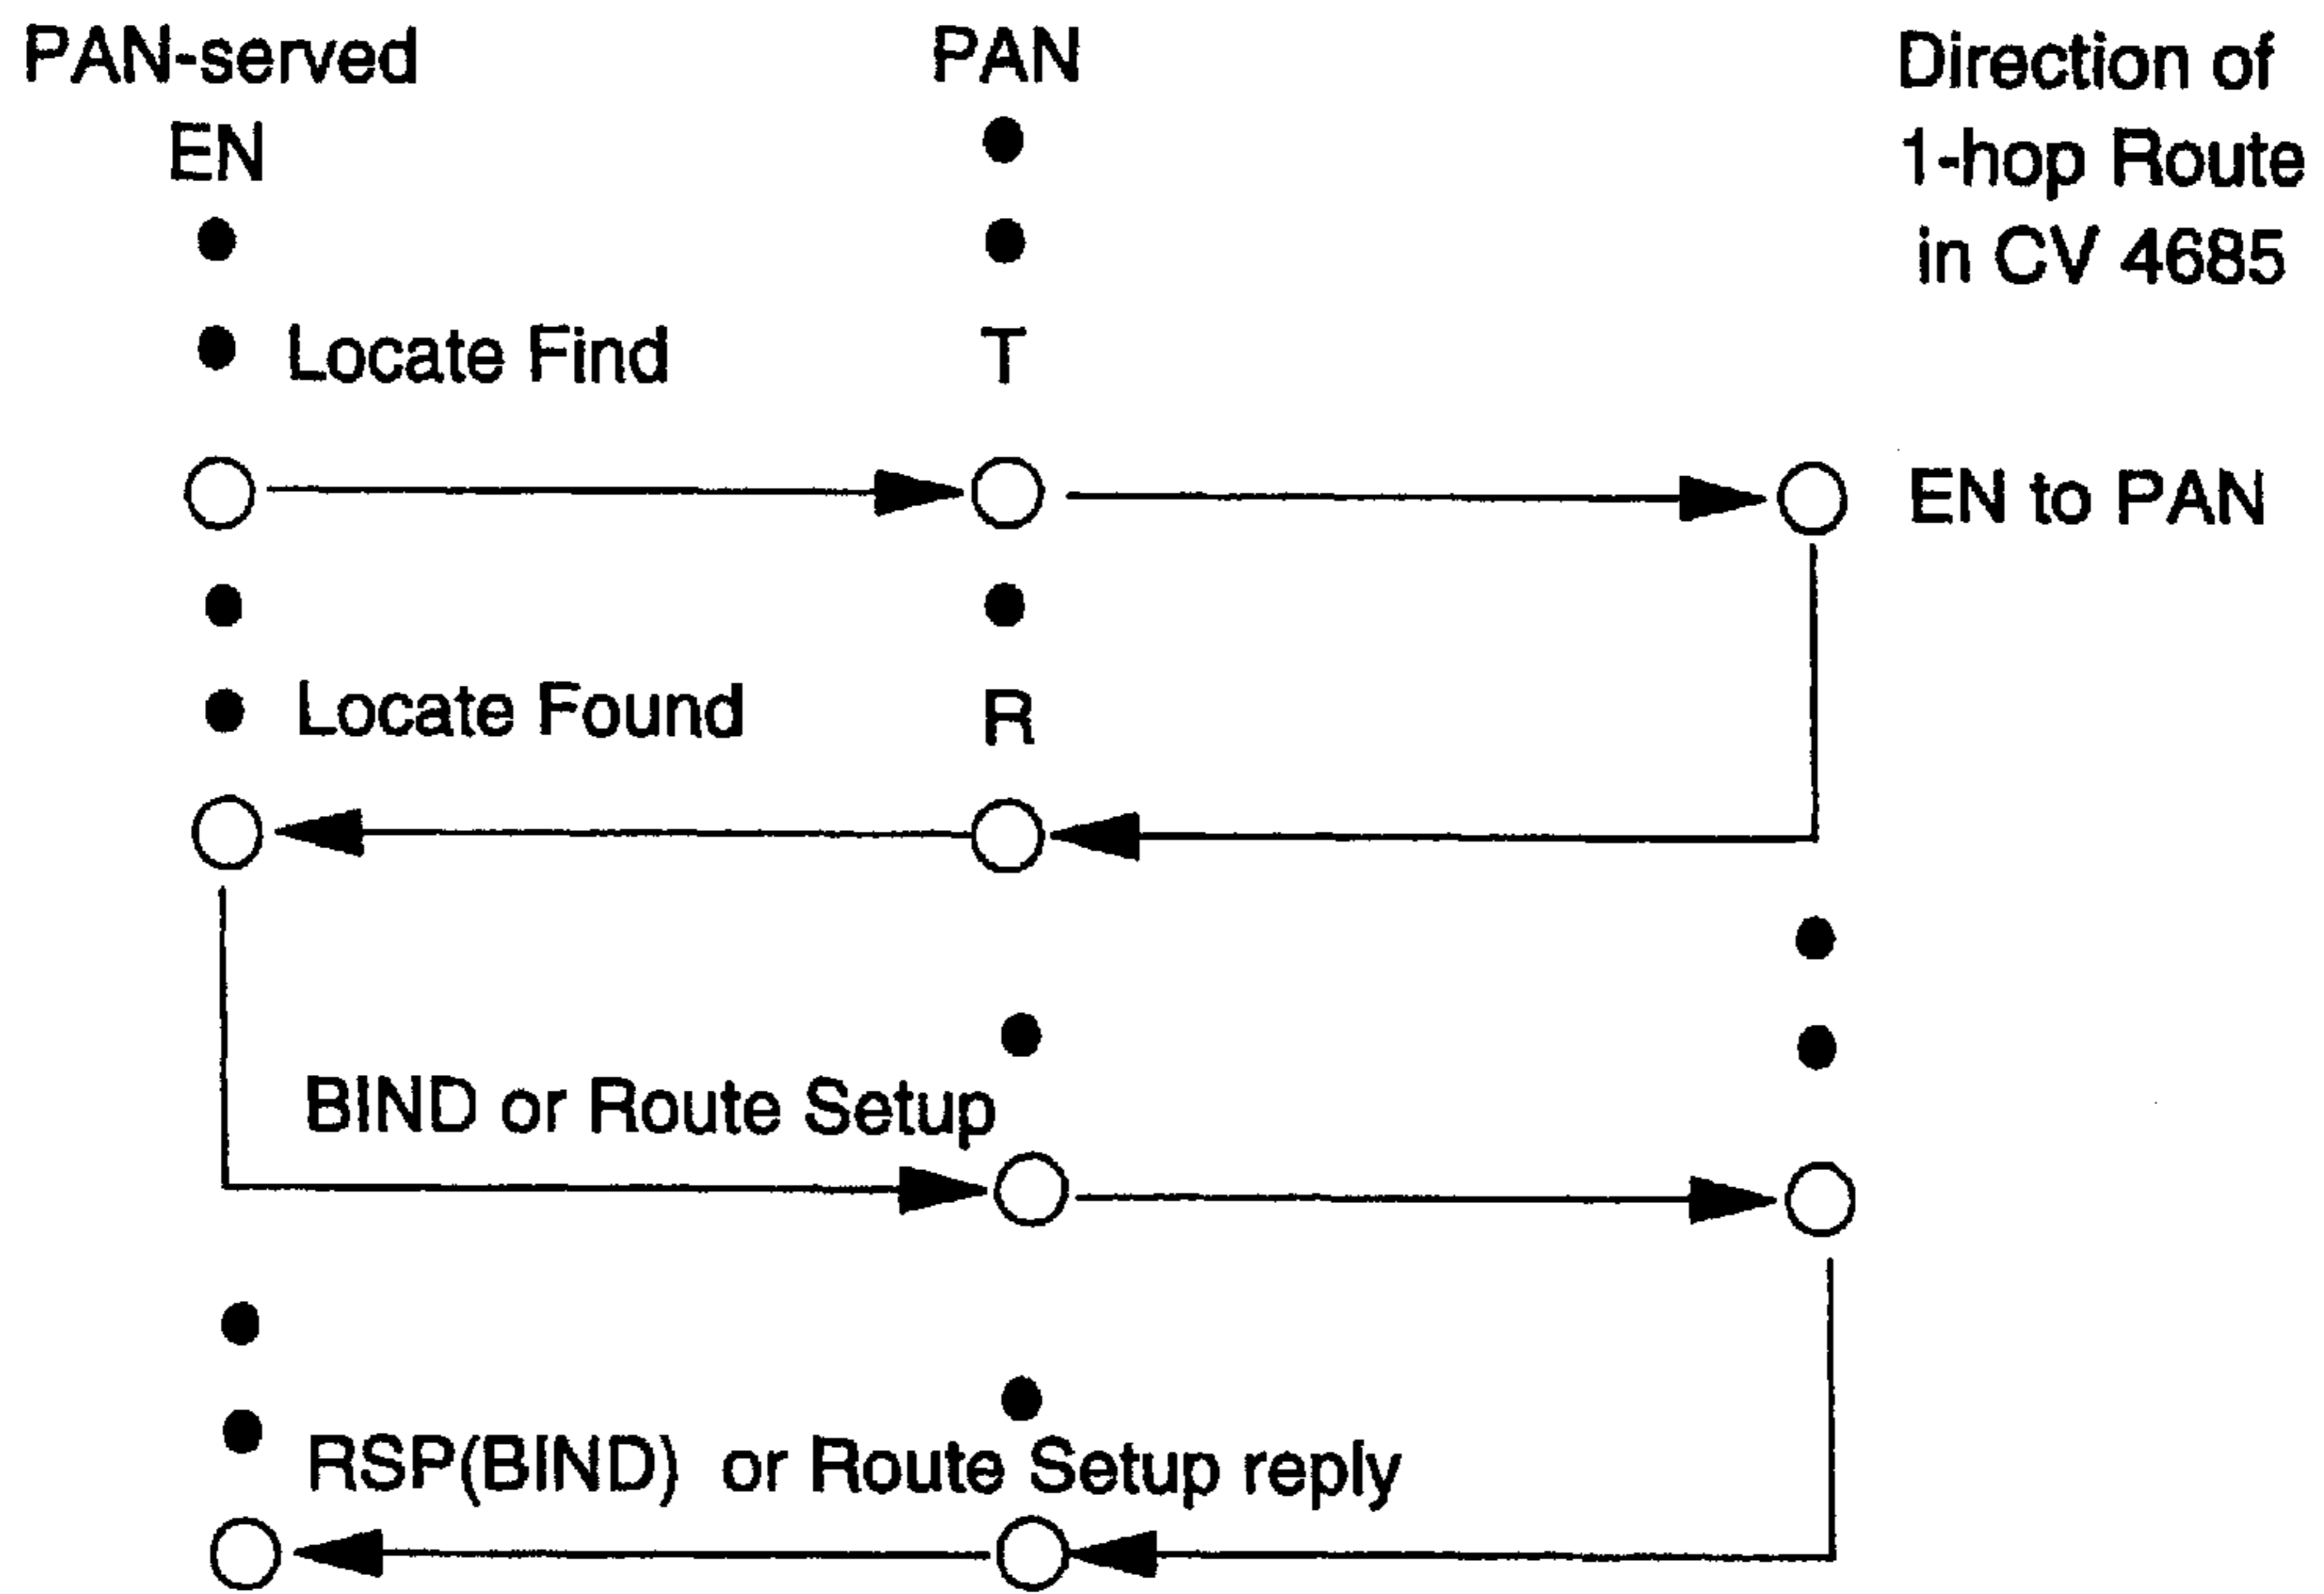 PAN-served
EN
PAN
Direction of
1-hop Route
in CV 4685
Locate Find
T
EN to PAN
Locate Found
R
BIND or Route Setup
RSP(BIND) or Route Setup reply